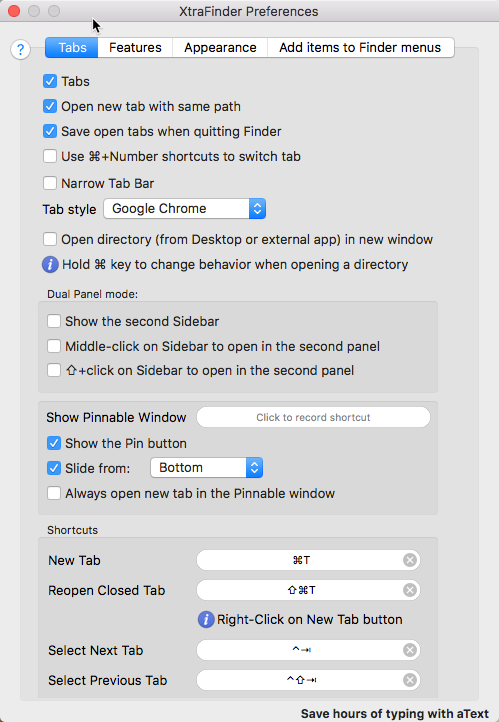 XtraFinder Preferences
?
Tabs Features Appearance Add items to Finder menus
Tabs
Open new tab with same path
Save open tabs when quitting Finder
Use ⌘+Number shortcuts to switch tab
Narrow Tab Bar
Tab style Google Chrome
Open directory (from Desktop or external app) in new window
i Hold ⌘ key to change behavior when opening a directory
Dual Panel mode:
Show the second Sidebar
Middle-click on Sidebar to open in the second panel
⇧+click on Sidebar to open in the second panel
Show Pinnable Window Click to record shortcut
Show the Pin button
Slide from: Bottom
Always open new tab in the Pinnable window
Shortcuts
New Tab ⌘T
Reopen Closed Tab ⇧⌘T
i Right-Click on New Tab button
Select Next Tab ^⇥
Select Previous Tab ^⇧⇥
Save hours of typing with aText